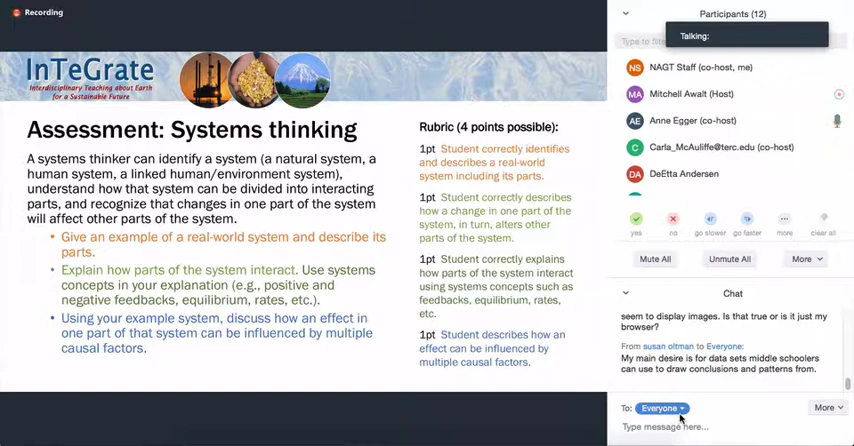 Recording
InTeGrate
Interdisciplinary Teaching about Earth
for a Sustainable Future
Assessment: Systems thinking
A systems thinker can identify a system (a natural system, a
human system, a linked human/environment system),
understand how that system can be divided into interacting
parts, and recognize that changes in one part of the system
will affect other parts of the system.
• Give an example of a real-world system and describe its
parts.
• Explain how parts of the system interact. Use systems
concepts in your explanation (e.g., positive and
negative feedbacks, equilibrium, rates, etc.).
• Using your example system, discuss how an effect in
one part of that system can be influenced by multiple
causal factors.
Rubric (4 points possible):
1pt Student correctly identifies
and describes a real-world
system including its parts.
1pt Student correctly describes
how a change in one part of the
system, in turn, alters other
parts of the system.
1pt Student correctly explains
how parts of the system interact
using systems concepts such as
feedbacks, equilibrium, rates,
etc.
1pt Student describes how an
effect can be influenced by
multiple causal factors.
Participants (12)
Talking:
Type to
NS NAGT Staff (co-host, me)
MA Mitchell Awalt (Host)
AE Anne Egger (co-host)
C Carla_McAuliffe@terc.edu (co-host)
DA DeEtta Andersen
yes no go slower go faster more clear all
Mute All Unmute All More
Chat
seem to display images. Is that true or is it just my
browser?
From susan oltman to Everyone:
My main desire is for data sets middle schoolers
can use to draw conclusions and patterns from.
To: Everyone More
Type message here...